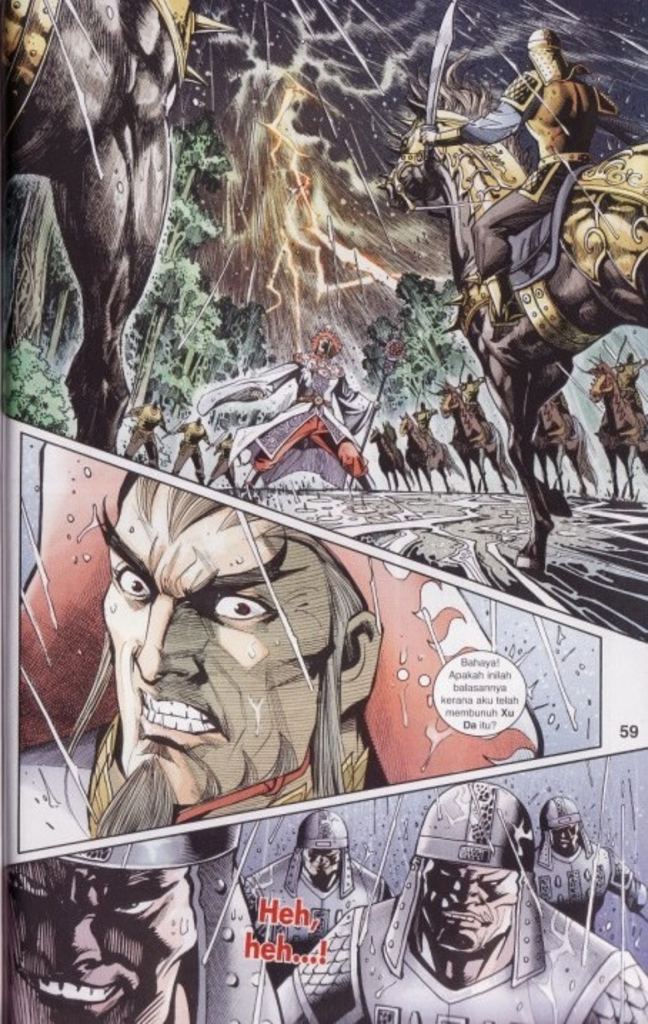 Bahaya!
Apakah inilah
balasannya
kerana aku telah
membunuh Xu
Da itu?
59
Heh,
heh...!